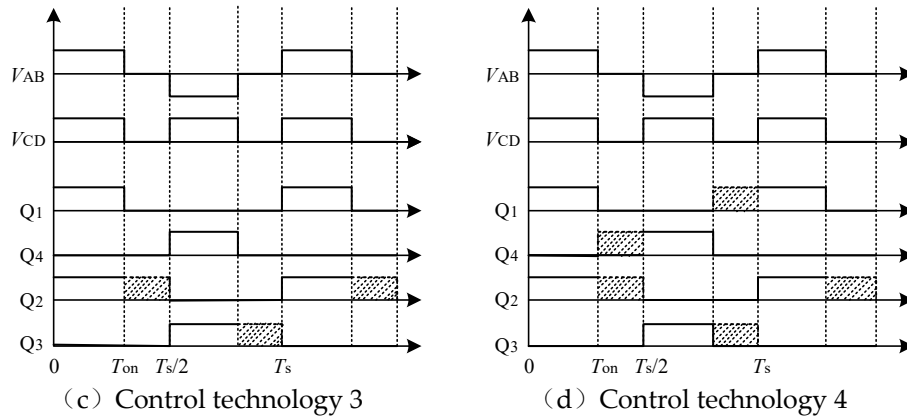 VAB
VCD
Q1
Q4
Q2
Q3
0 Ton Ts/2 Ts
(c) Control technology 3
VAB
VCD
Q1
Q4
Q2
Q3
0 Ton Ts/2 Ts
(d) Control technology 4